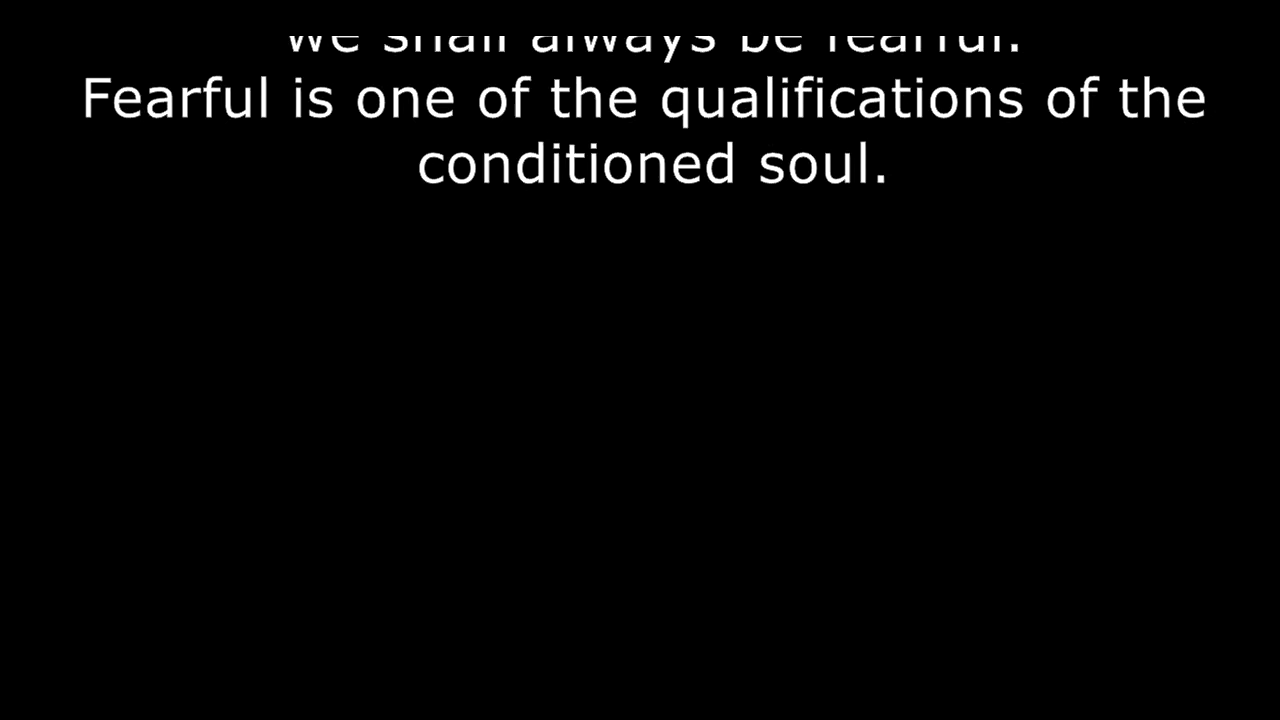 we shall always be fearful.
Fearful is one of the qualifications of the
conditioned soul.